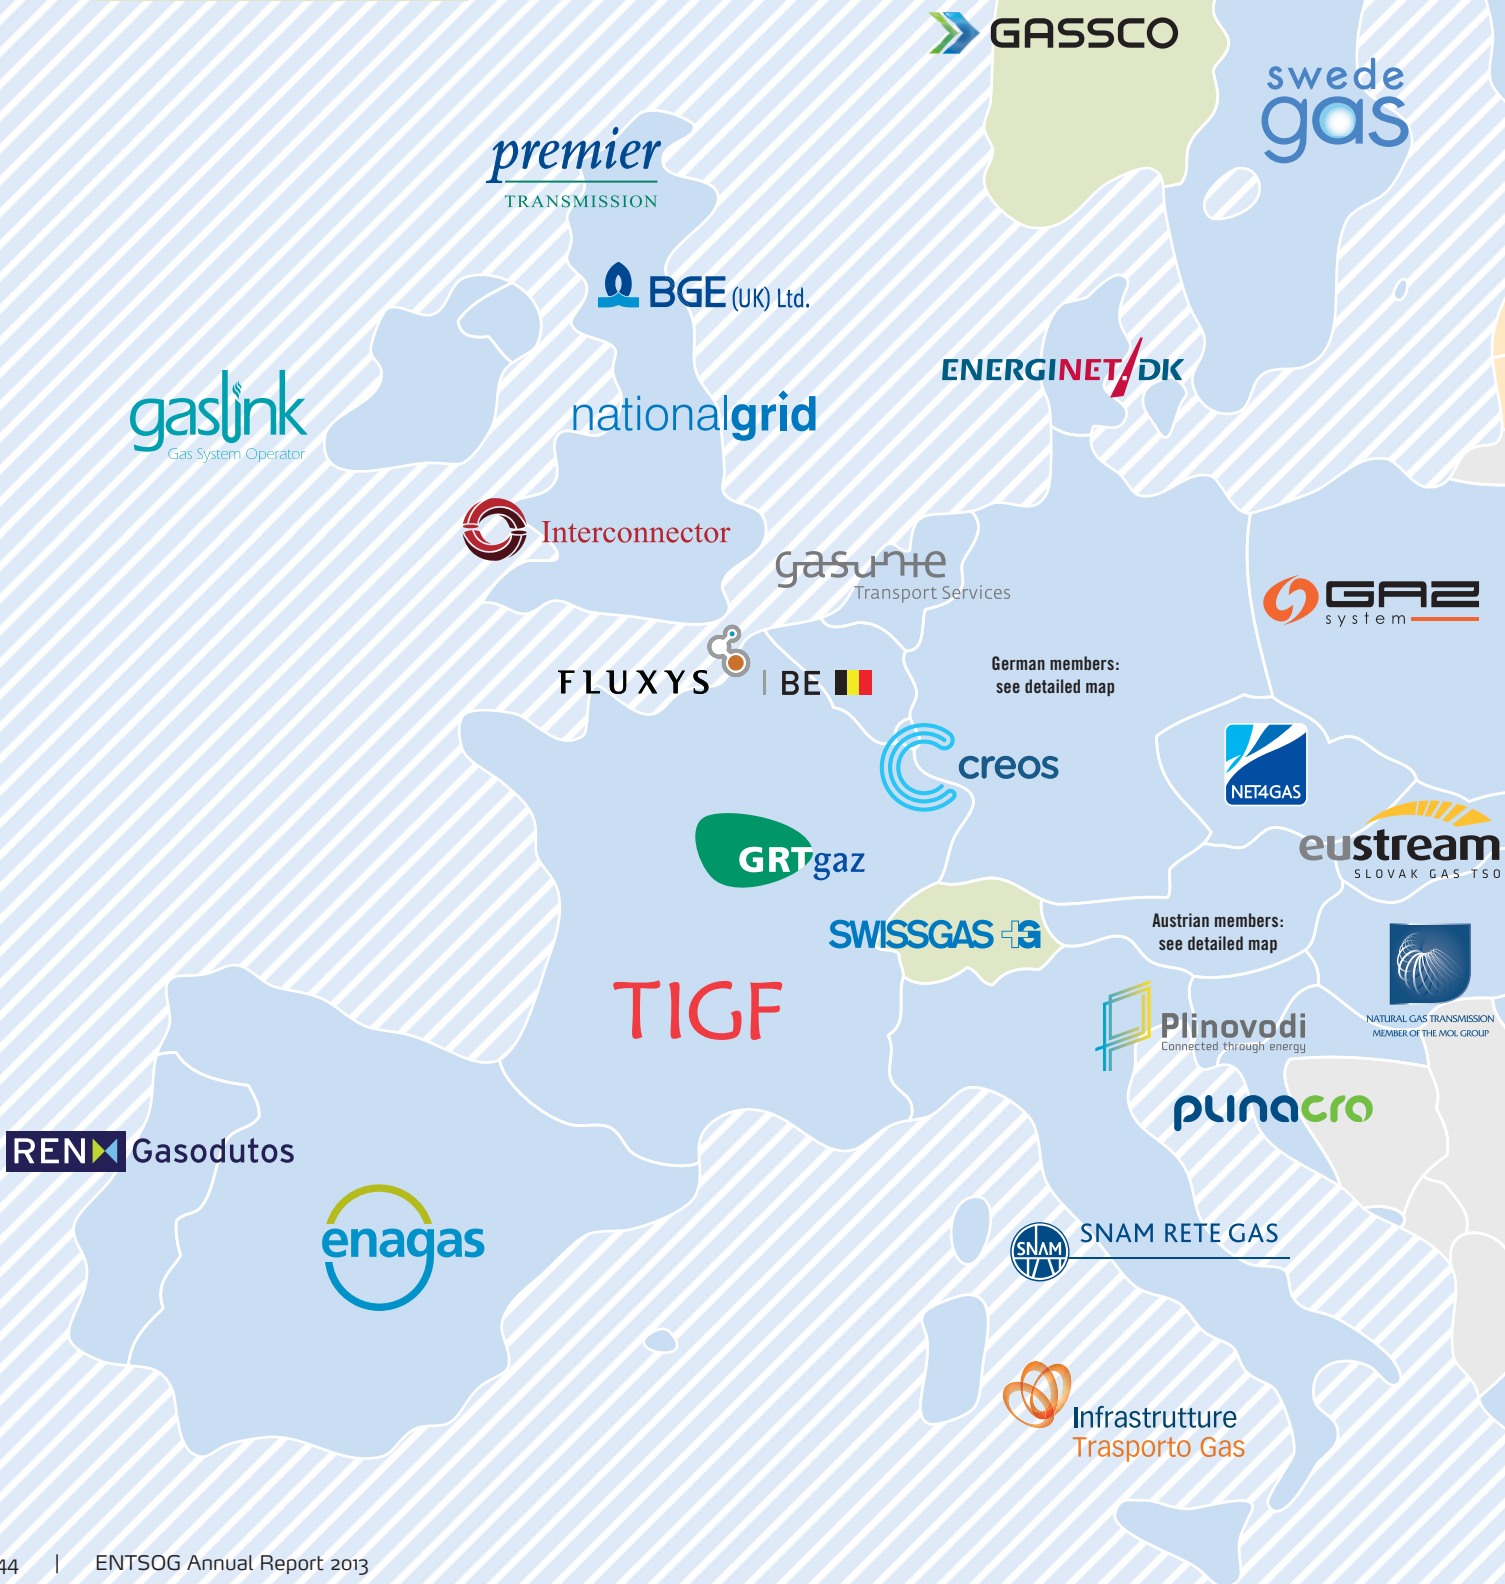 GASSCO
swede
gas
premier
TRANSMISSION
BGE (UK) Ltd.
ENERGINET.DK
gaslink
Gas System Operator
nationalgrid
Interconnector
gasunie
Transport Services
GAZ
system
FLUXYS | BE
German members:
see detailed map
creos
NET4GAS
eustream
SLOVAK GAS TSO
GRTgaz
SWISSGAS
Austrian members:
see detailed map
NATURAL GAS TRANSMISSION
MEMBER OF THE MOL GROUP
TIGF
Plinovodi
Connected through energy
plinacro
REN Gasodutos
enagas
SNAM
SNAM RETE GAS
Infrastrutture
Trasporto Gas
44 | ENTSOG Annual Report 2013